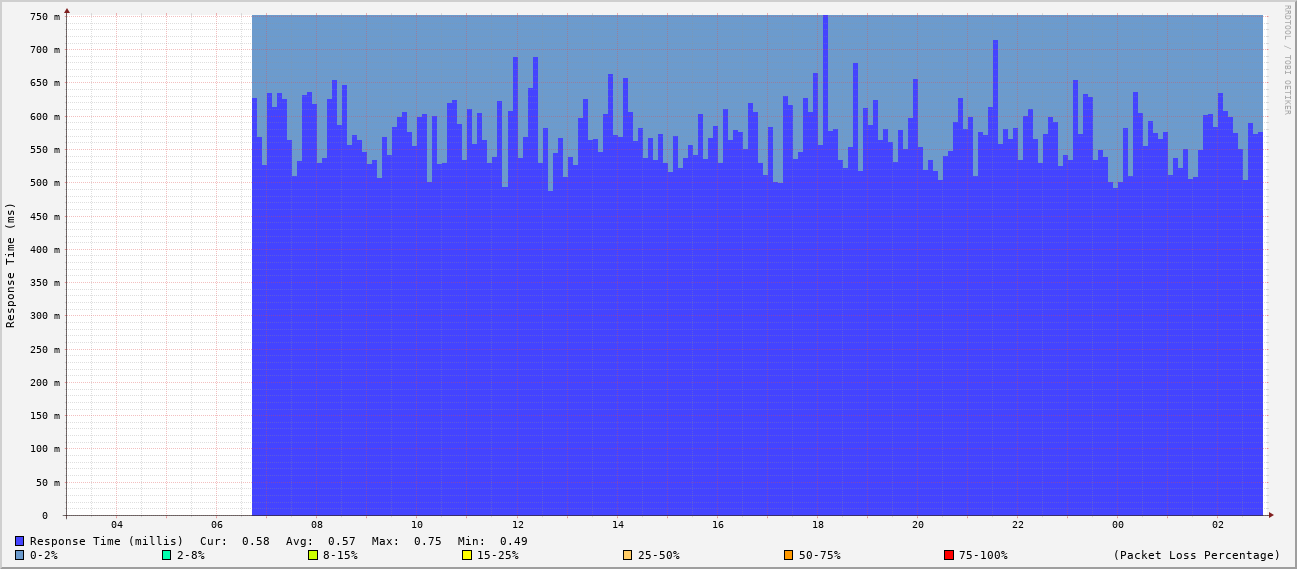 750 m
700 m
650 m
600 m
550 m
500 m
450 m
400 m
350 m
300 m
250 m
200 m
150 m
100 m
50 m
0
Response Time (ms)
RRDTOOL / TOBI OETIKER
04 06 08 10 12 14 16 18 20 22 00 02
Response Time (millis) Cur: 0.58 Avg: 0.57 Max: 0.75 Min: 0.49
0-2% 2-8% 8-15% 15-25% 25-50% 50-75% 75-100% (Packet Loss Percentage)